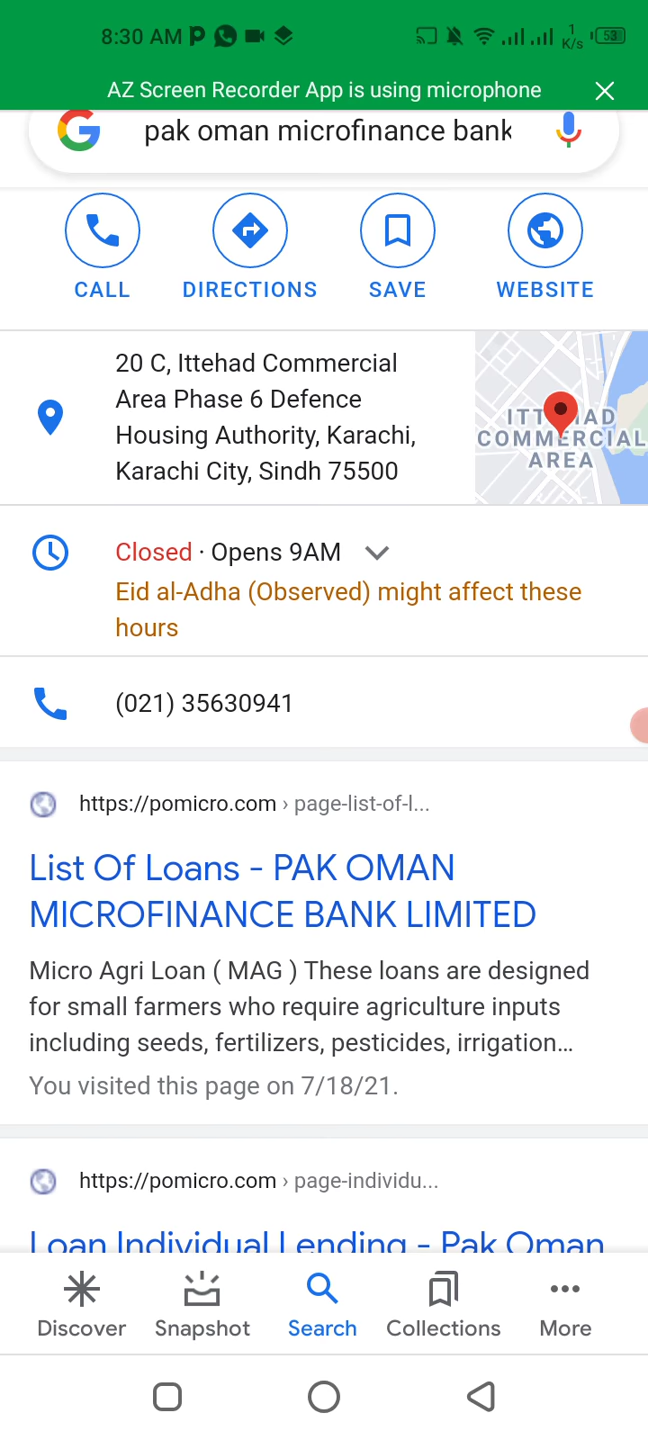 8:30 AM
1 K/s
53
AZ Screen Recorder App is using microphone
pak oman microfinance bank
CALL
DIRECTIONS
SAVE
WEBSITE
20 C, Ittehad Commercial
Area Phase 6 Defence
Housing Authority, Karachi,
Karachi City, Sindh 75500
COMMERCIAL
AREA
Closed · Opens 9AM
Eid al-Adha (Observed) might affect these
hours
(021) 35630941
https://pomicro.com › page-list-of-l...
List Of Loans - PAK OMAN
MICROFINANCE BANK LIMITED
Micro Agri Loan ( MAG ) These loans are designed
for small farmers who require agriculture inputs
including seeds, fertilizers, pesticides, irrigation...
You visited this page on 7/18/21.
https://pomicro.com › page-individu...
Loan Individual Lending - Pak Oman
Discover
Snapshot
Search
Collections
More